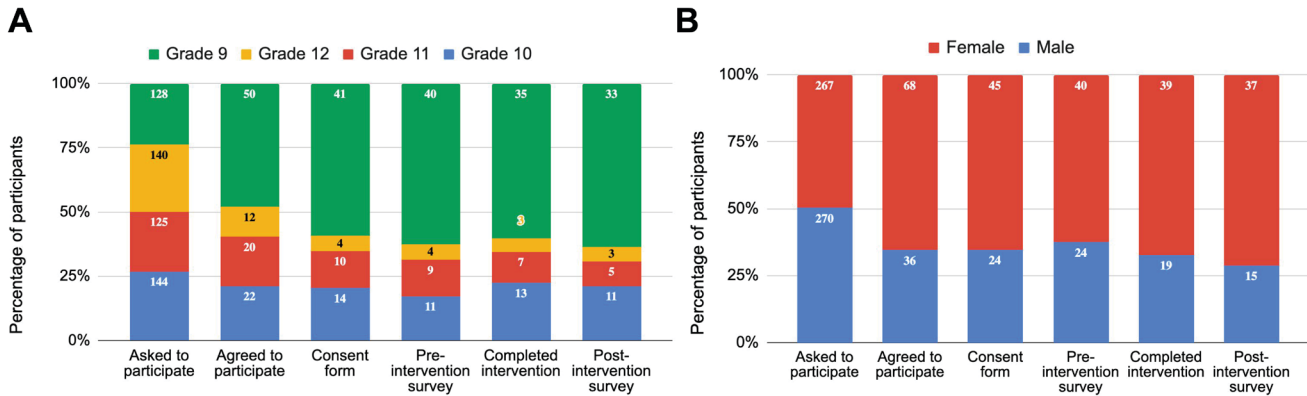 A
Grade 9 Grade 12 Grade 11 Grade 10
Percentage of participants
100%
75%
50%
25%
0%
128 50 41 40 35 33
140 12 4 4 3 3
125 20 10 9 7 5
144 22 14 11 13 11
Asked to participate
Agreed to participate
Consent form
Pre-intervention survey
Completed intervention
Post-intervention survey
B
Female Male
Percentage of participants
100%
75%
50%
25%
0%
267 68 45 40 39 37
270 36 24 24 19 15
Asked to participate
Agreed to participate
Consent form
Pre-intervention survey
Completed intervention
Post-intervention survey